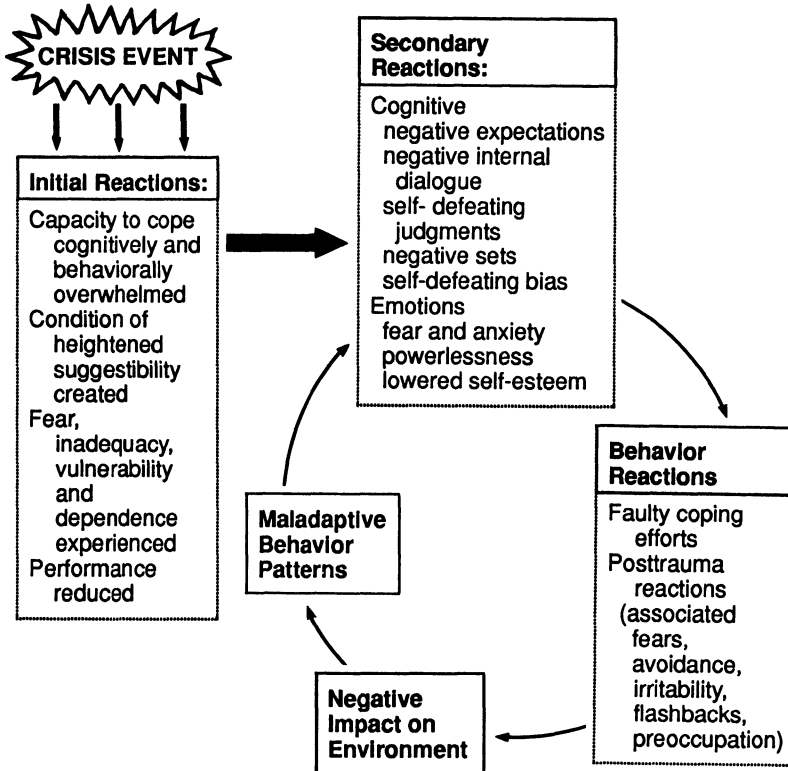 CRISIS EVENT
Initial Reactions:
Capacity to cope
cognitively and
behaviorally
overwhelmed
Condition of
heightened
suggestibility
created
Fear,
inadequacy,
vulnerability
and
dependence
experienced
Performance
reduced
Secondary
Reactions:
Cognitive
negative expectations
negative internal
dialogue
self- defeating
judgments
negative sets
self-defeating bias
Emotions
fear and anxiety
powerlessness
lowered self-esteem
Behavior
Reactions
Faulty coping
efforts
Posttrauma
reactions
(associated
fears,
avoidance,
irritability,
flashbacks,
preoccupation)
Negative
Impact on
Environment
Maladaptive
Behavior
Patterns